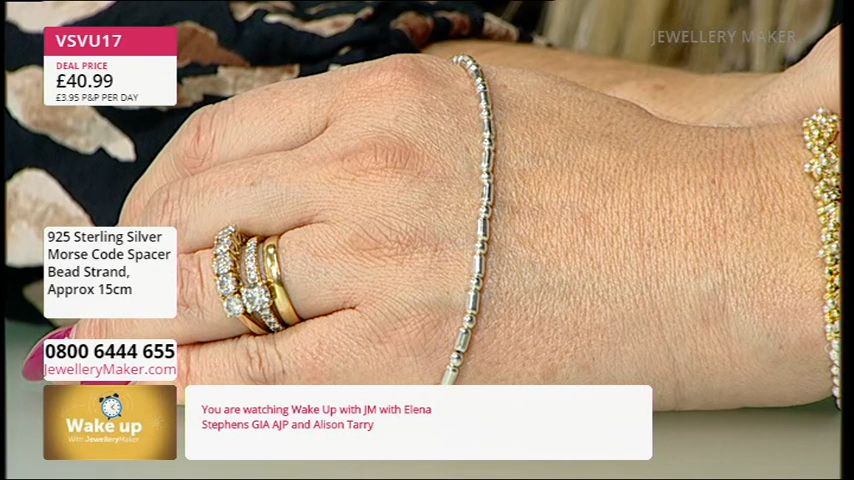 VSVU17
JEWELLERY MAKER
DEAL PRICE
£40.99
£3.95 P&P PER DAY
925 Sterling Silver
Morse Code Spacer
Bead Strand,
Approx 15cm
0800 6444 655
JewelleryMaker.com
Wake up
With JewelleryMaker
You are watching Wake Up with JM with Elena
Stephens GIA AJP and Alison Tarry